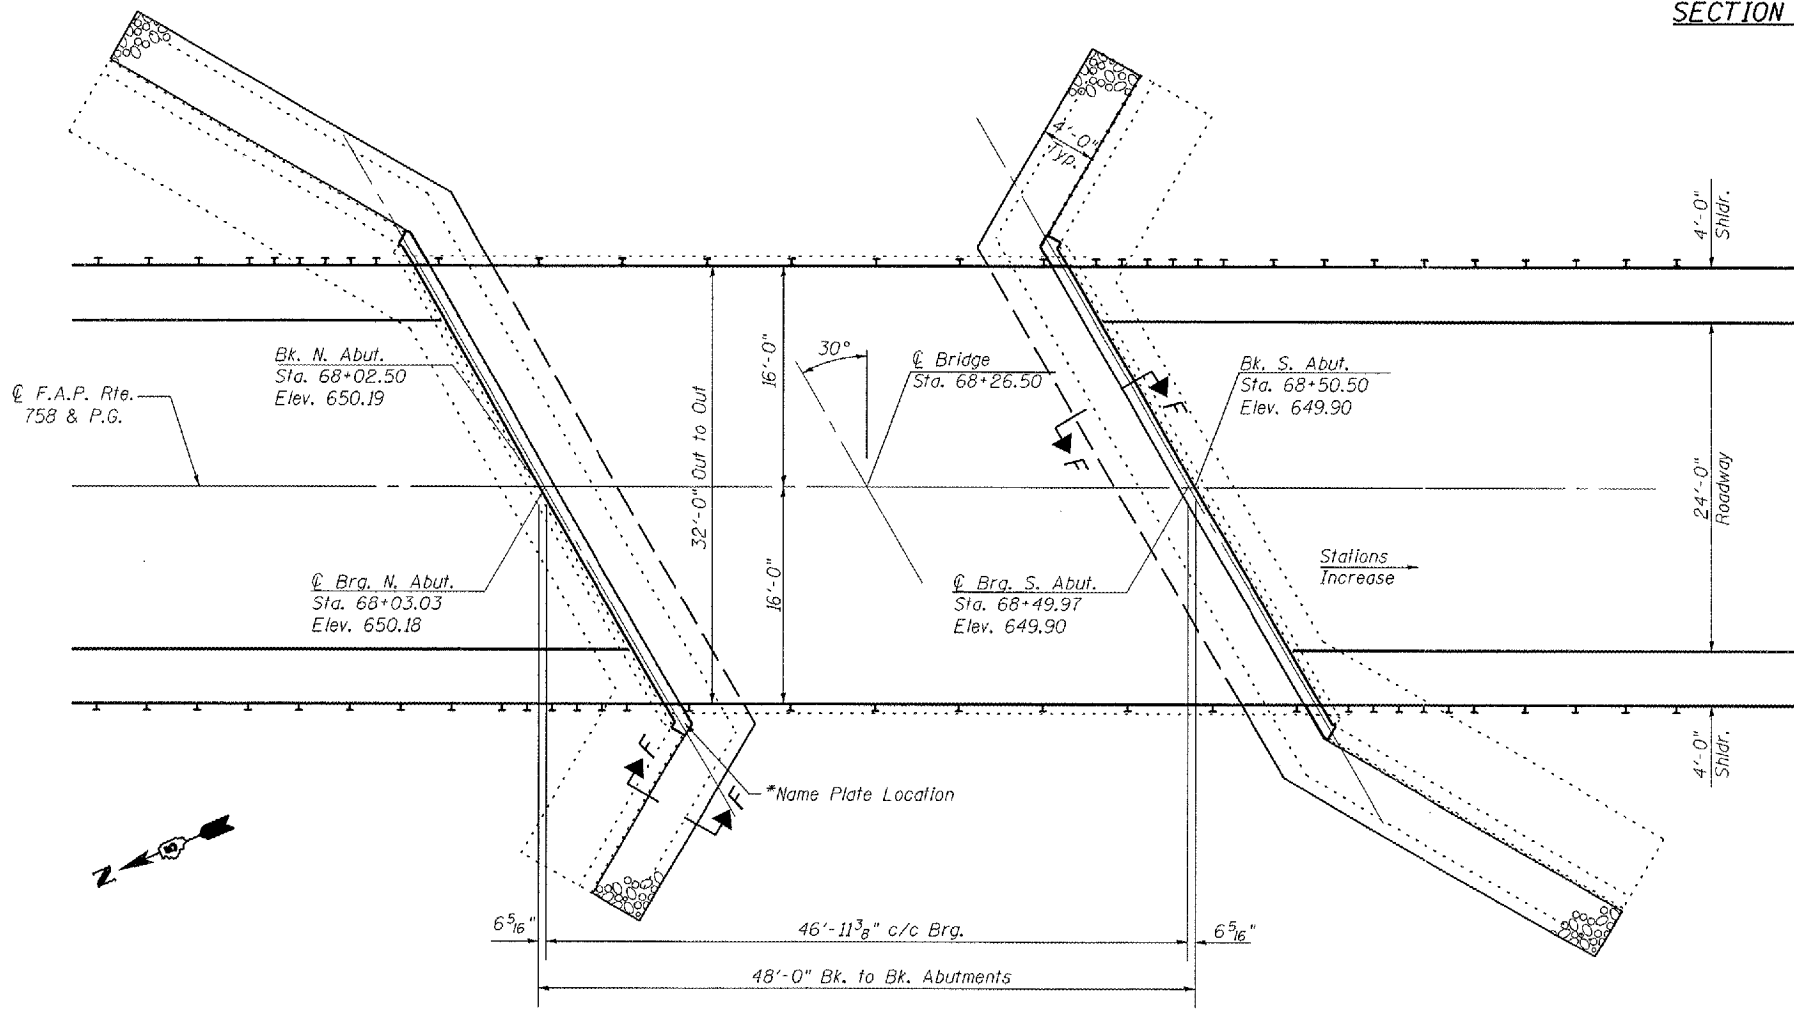 SECTION
4'-0"
Typ.
4'-0"
Shldr.
Bk. N. Abut.
Sta. 68+02.50
Elev. 650.19
℄ F.A.P. Rte.
758 & P.G.
32'-0" Out to Out
16'-0"
30°
℄ Bridge
Sta. 68+26.50
F
F
Bk. S. Abut.
Sta. 68+50.50
Elev. 649.90
24'-0"
Roadway
℄ Brg. N. Abut.
Sta. 68+03.03
Elev. 650.18
16'-0"
℄ Brg. S. Abut.
Sta. 68+49.97
Elev. 649.90
Stations
Increase
4'-0"
Shldr.
F
F
*Name Plate Location
N
6 5/16"
46'-11 3/8" c/c Brg.
6 5/16"
48'-0" Bk. to Bk. Abutments